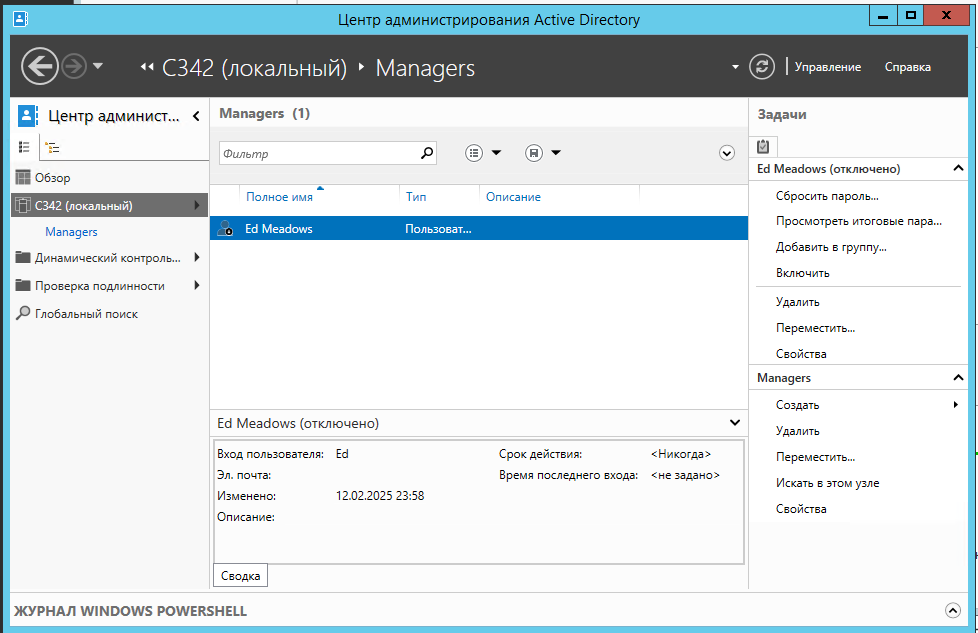 Центр администрирования Active Directory
C342 (локальный) Managers
Управление Справка
Центр админист...
Обзор
C342 (локальный)
Managers
Динамический контроль...
Проверка подлинности
Глобальный поиск
Managers (1)
Фильтр
Полное имя Тип Описание
Ed Meadows Пользоват...
Ed Meadows (отключено)
Вход пользователя: Ed Срок действия: <Никогда>
Эл. почта: Время последнего входа: <не задано>
Изменено: 12.02.2025 23:58
Описание:
Сводка
Задачи
Ed Meadows (отключено)
Сбросить пароль...
Просмотреть итоговые пара...
Добавить в группу...
Включить
Удалить
Переместить...
Свойства
Managers
Создать
Удалить
Переместить...
Искать в этом узле
Свойства
ЖУРНАЛ WINDOWS POWERSHELL